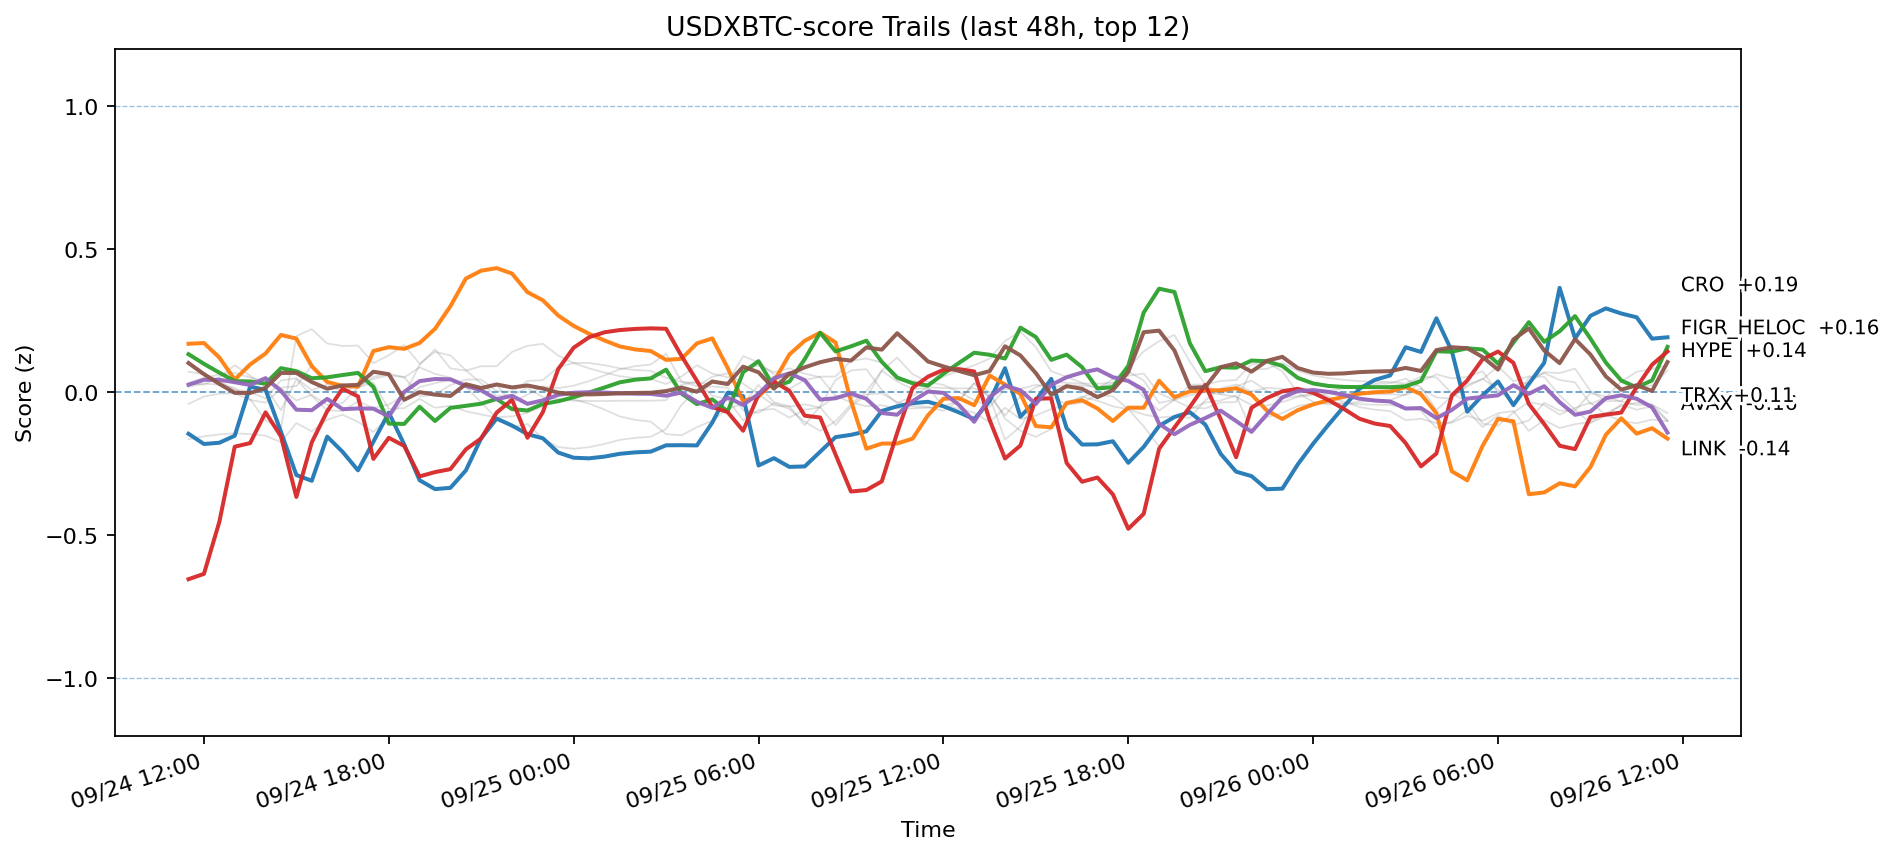 USDXBTC-score Trails (last 48h, top 12)
Score (z)
1.0
0.5
0.0
−0.5
−1.0
CRO +0.19
FIGR_HELOC +0.16
HYPE +0.14
TRX +0.11
AVAX -0.16
LINK -0.14
09/24 12:00
09/24 18:00
09/25 00:00
09/25 06:00
09/25 12:00
09/25 18:00
09/26 00:00
09/26 06:00
09/26 12:00
Time